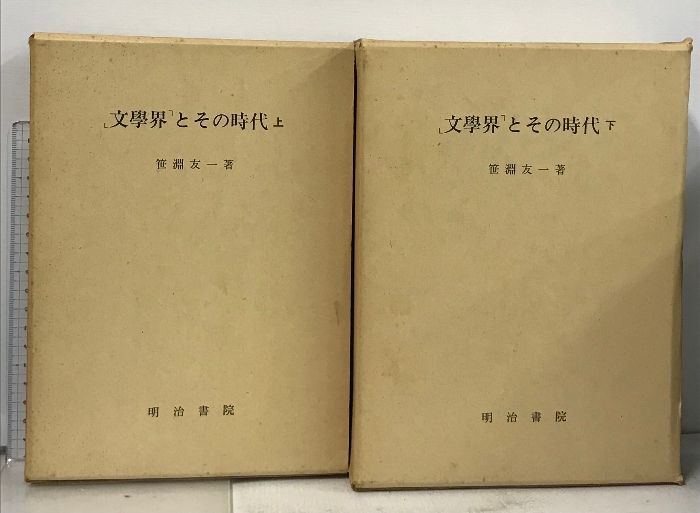 「文學界」とその時代 上
笹淵友一著
明治書院
「文學界」とその時代 下
笹淵友一著
明治書院